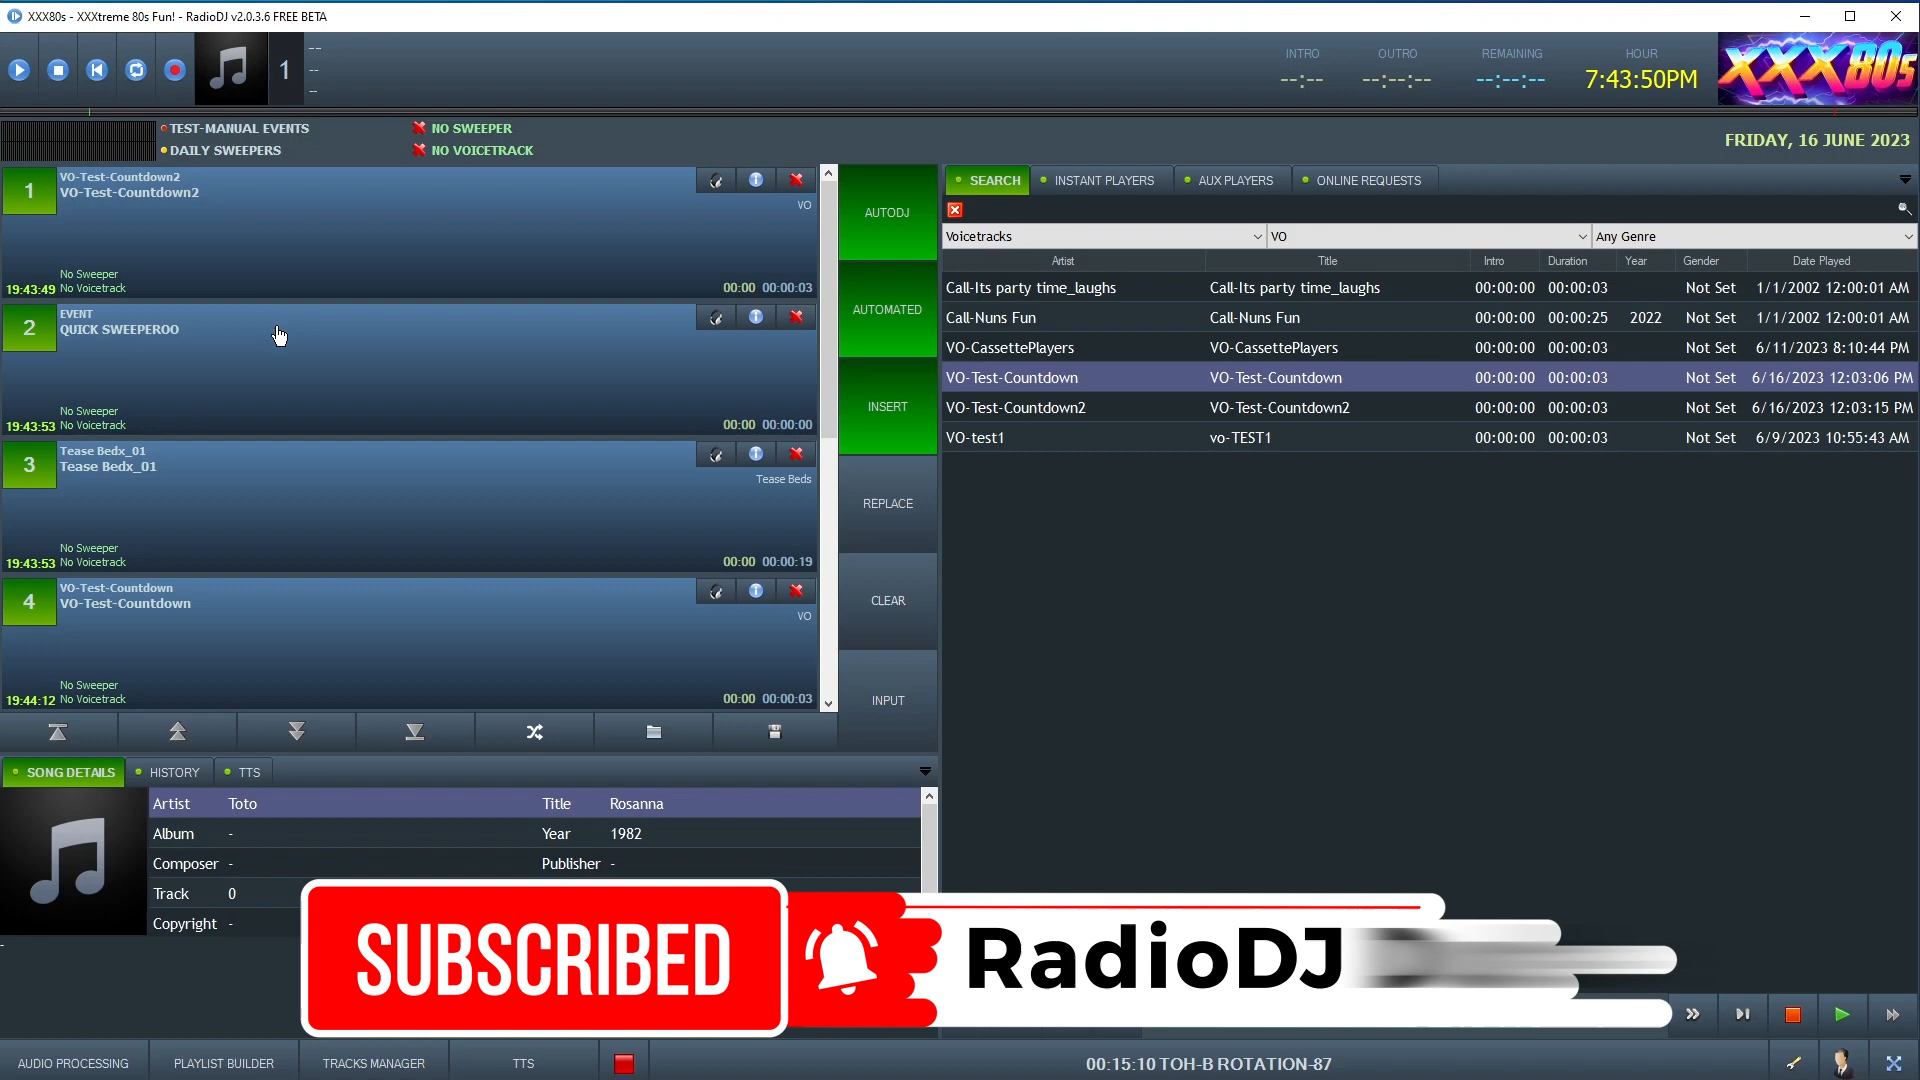 XXX80s - XXXtreme 80s Fun! - RadioDJ v2.0.3.6 FREE BETA
1
--
--
--
INTRO
--:--
OUTRO
--:--:--
REMAINING
--:--:--
HOUR
7:43:50PM
XXX80s
TEST-MANUAL EVENTS
DAILY SWEEPERS
NO SWEEPER
NO VOICETRACK
FRIDAY, 16 JUNE 2023
1
VO-Test-Countdown2
VO-Test-Countdown2
VO
No Sweeper
19:43:49 No Voicetrack
00:00 00:00:03
2
EVENT
QUICK SWEEPEROO
No Sweeper
19:43:53 No Voicetrack
00:00 00:00:00
3
Tease Bedx_01
Tease Bedx_01
Tease Beds
No Sweeper
19:43:53 No Voicetrack
00:00 00:00:19
4
VO-Test-Countdown
VO-Test-Countdown
VO
No Sweeper
19:44:12 No Voicetrack
00:00 00:00:03
AUTODJ
AUTOMATED
INSERT
REPLACE
CLEAR
INPUT
SEARCH INSTANT PLAYERS AUX PLAYERS ONLINE REQUESTS
Voicetracks VO Any Genre
Artist Title Intro Duration Year Gender Date Played
Call-Its party time_laughs Call-Its party time_laughs 00:00:00 00:00:03 Not Set 1/1/2002 12:00:01 AM
Call-Nuns Fun Call-Nuns Fun 00:00:00 00:00:25 2022 Not Set 1/1/2002 12:00:01 AM
VO-CassettePlayers VO-CassettePlayers 00:00:00 00:00:03 Not Set 6/11/2023 8:10:44 PM
VO-Test-Countdown VO-Test-Countdown 00:00:00 00:00:03 Not Set 6/16/2023 12:03:06 PM
VO-Test-Countdown2 VO-Test-Countdown2 00:00:00 00:00:03 Not Set 6/16/2023 12:03:15 PM
VO-test1 vo-TEST1 00:00:00 00:00:03 Not Set 6/9/2023 10:55:43 AM
SONG DETAILS HISTORY TTS
Artist Toto Title Rosanna
Album - Year 1982
Composer - Publisher -
Track 0
Copyright -
-
SUBSCRIBED
RadioDJ
AUDIO PROCESSING PLAYLIST BUILDER TRACKS MANAGER TTS
00:15:10 TOH-B ROTATION-87